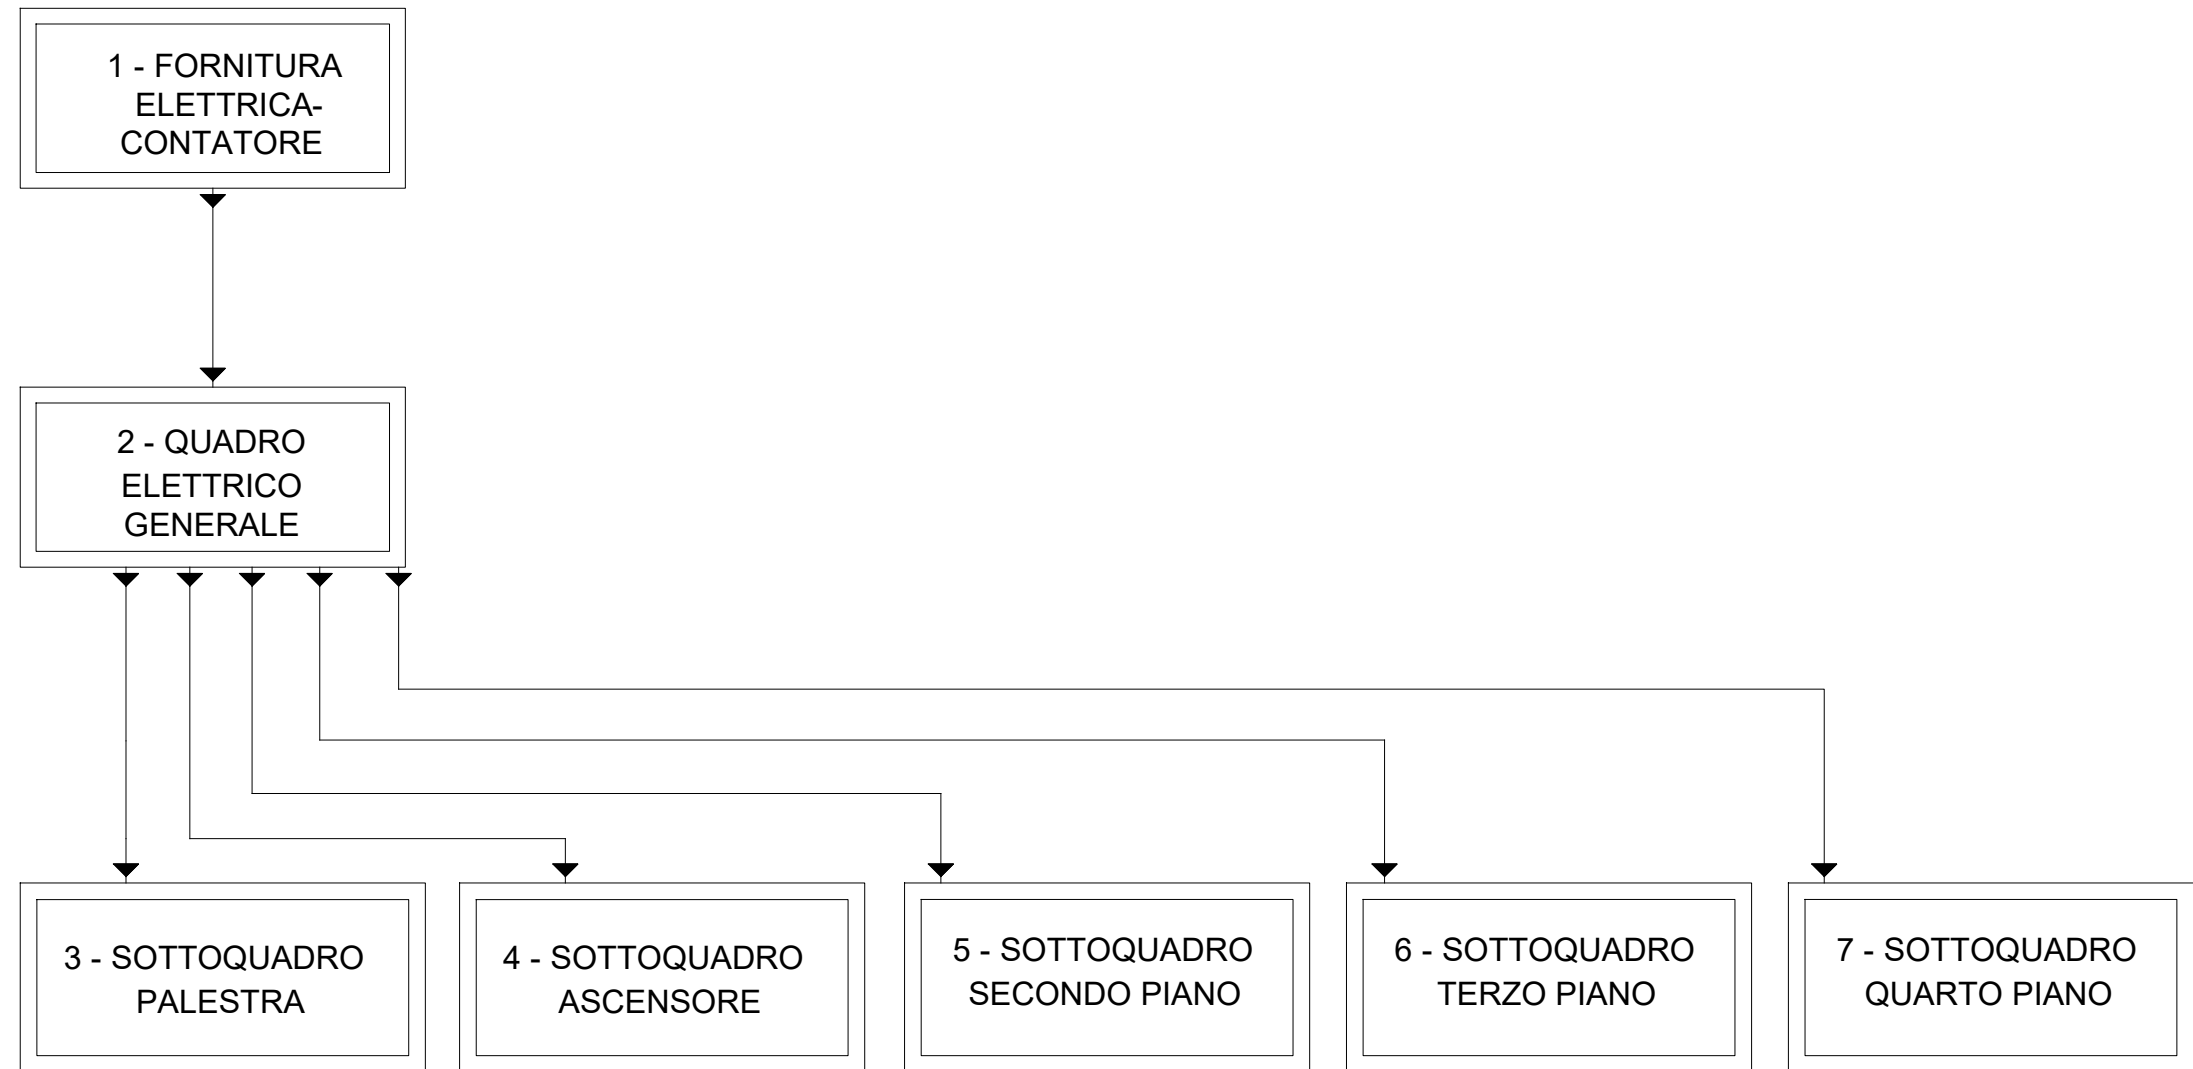 1 - FORNITURA
ELETTRICA-
CONTATORE
2 - QUADRO
ELETTRICO
GENERALE
3 - SOTTOQUADRO
PALESTRA
4 - SOTTOQUADRO
ASCENSORE
5 - SOTTOQUADRO
SECONDO PIANO
6 - SOTTOQUADRO
TERZO PIANO
7 - SOTTOQUADRO
QUARTO PIANO